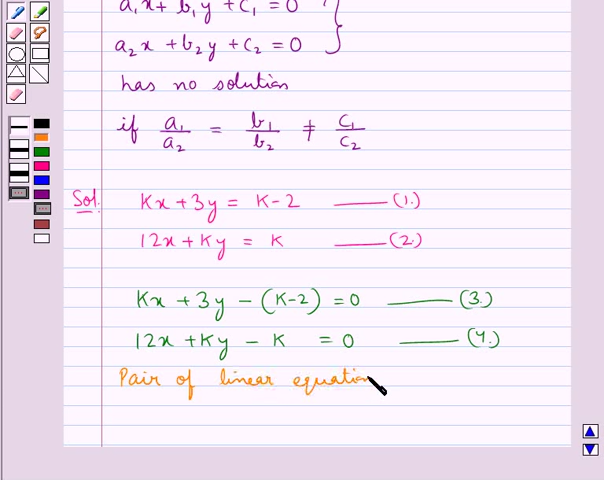 a₁x + b₁y + c₁ = 0
a₂x + b₂y + c₂ = 0
has no solution
if a₁/a₂ = b₁/b₂ ≠ c₁/c₂
Sol. Kx + 3y = K-2 —— (1.)
12x + Ky = K —— (2.)
Kx + 3y - (K-2) = 0 —— (3.)
12x + Ky - K = 0 —— (4.)
Pair of linear equation